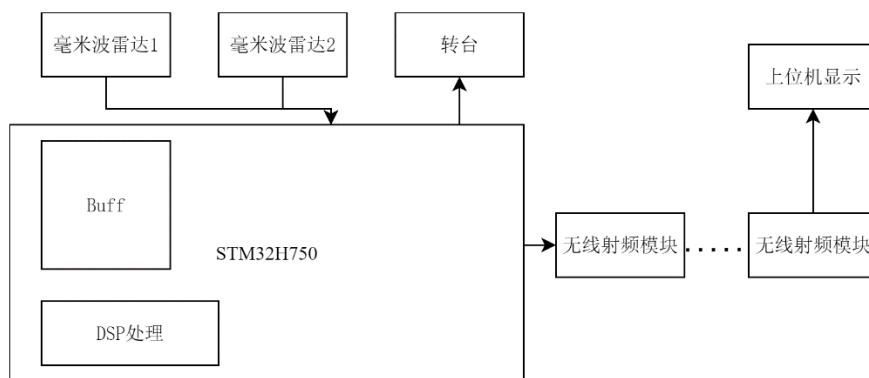 毫米波雷达1
毫米波雷达2
转台
上位机显示
Buff
STM32H750
无线射频模块
无线射频模块
DSP处理